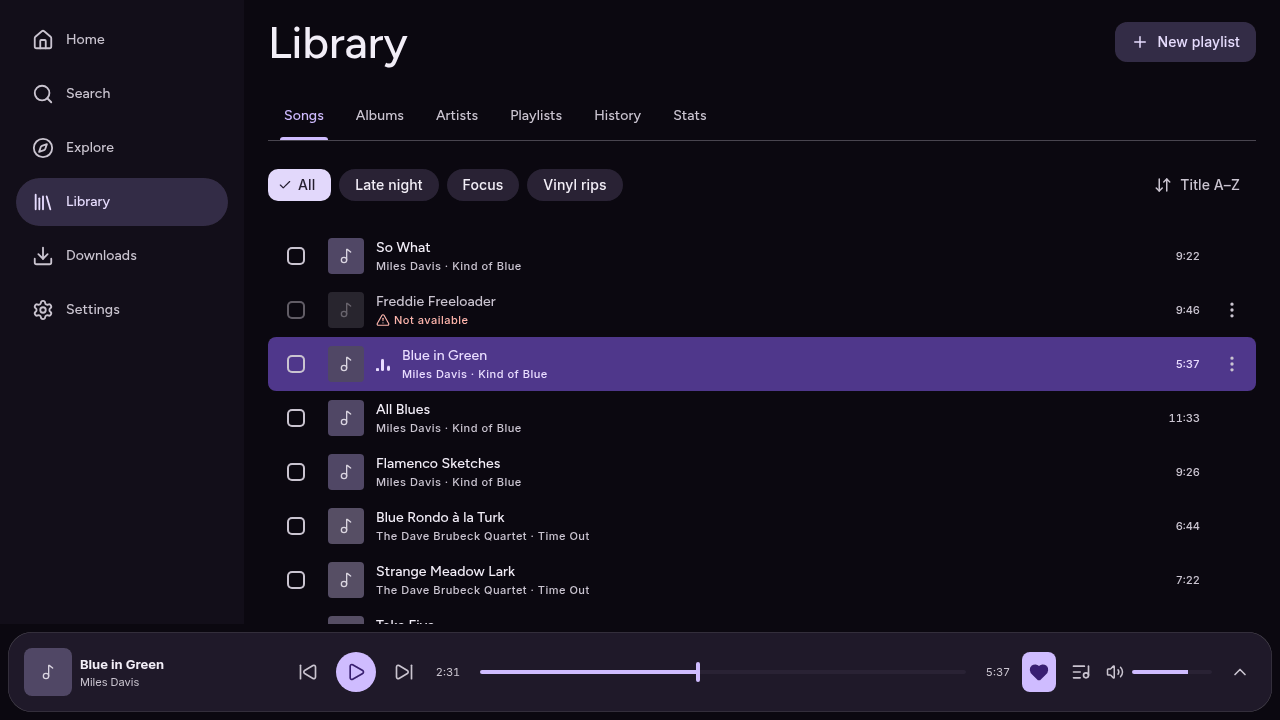 Home
Search
Explore
Library
Downloads
Settings
Library
New playlist
Songs
Albums
Artists
Playlists
History
Stats
All
Late night
Focus
Vinyl rips
Title A–Z
So What
Miles Davis · Kind of Blue
9:22
Freddie Freeloader
Not available
9:46
Blue in Green
Miles Davis · Kind of Blue
5:37
All Blues
Miles Davis · Kind of Blue
11:33
Flamenco Sketches
Miles Davis · Kind of Blue
9:26
Blue Rondo à la Turk
The Dave Brubeck Quartet · Time Out
6:44
Strange Meadow Lark
The Dave Brubeck Quartet · Time Out
7:22
Take Five
Blue in Green
Miles Davis
2:31
5:37